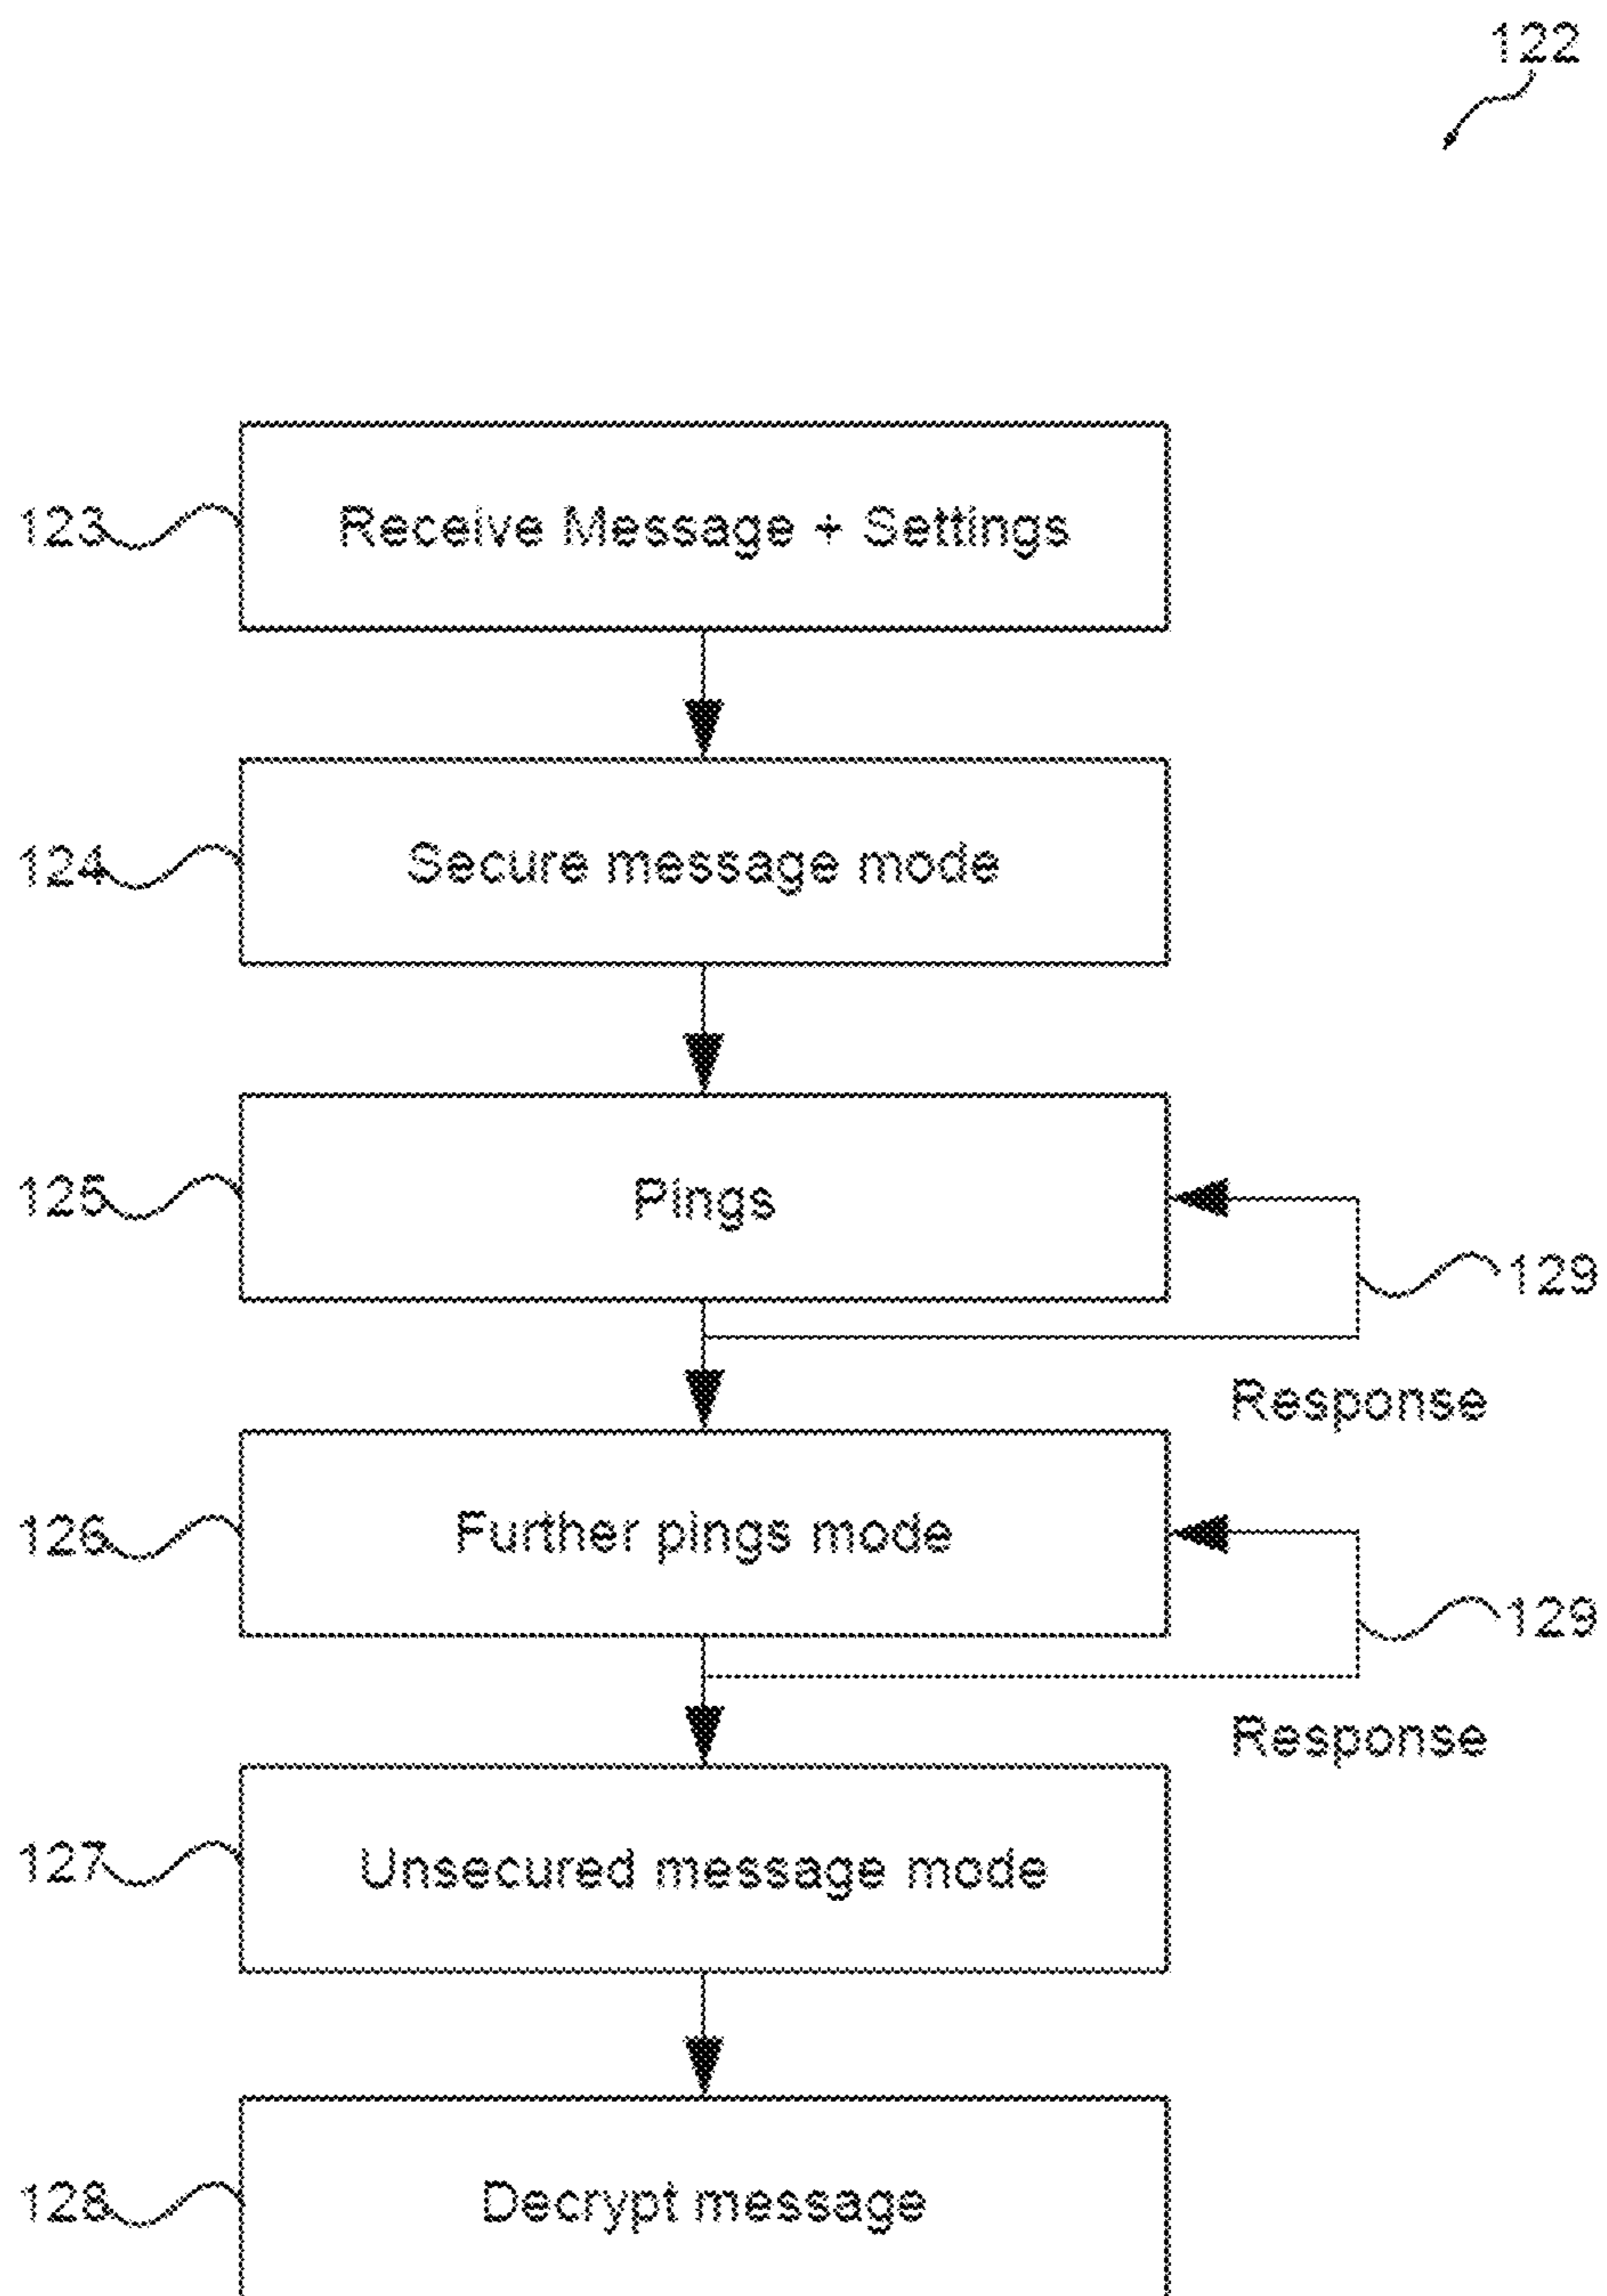 122
123 Receive Message + Settings
124 Secure message mode
125 Pings
129
Response
126 Further pings mode
129
Response
127 Unsecured message mode
128 Decrypt message